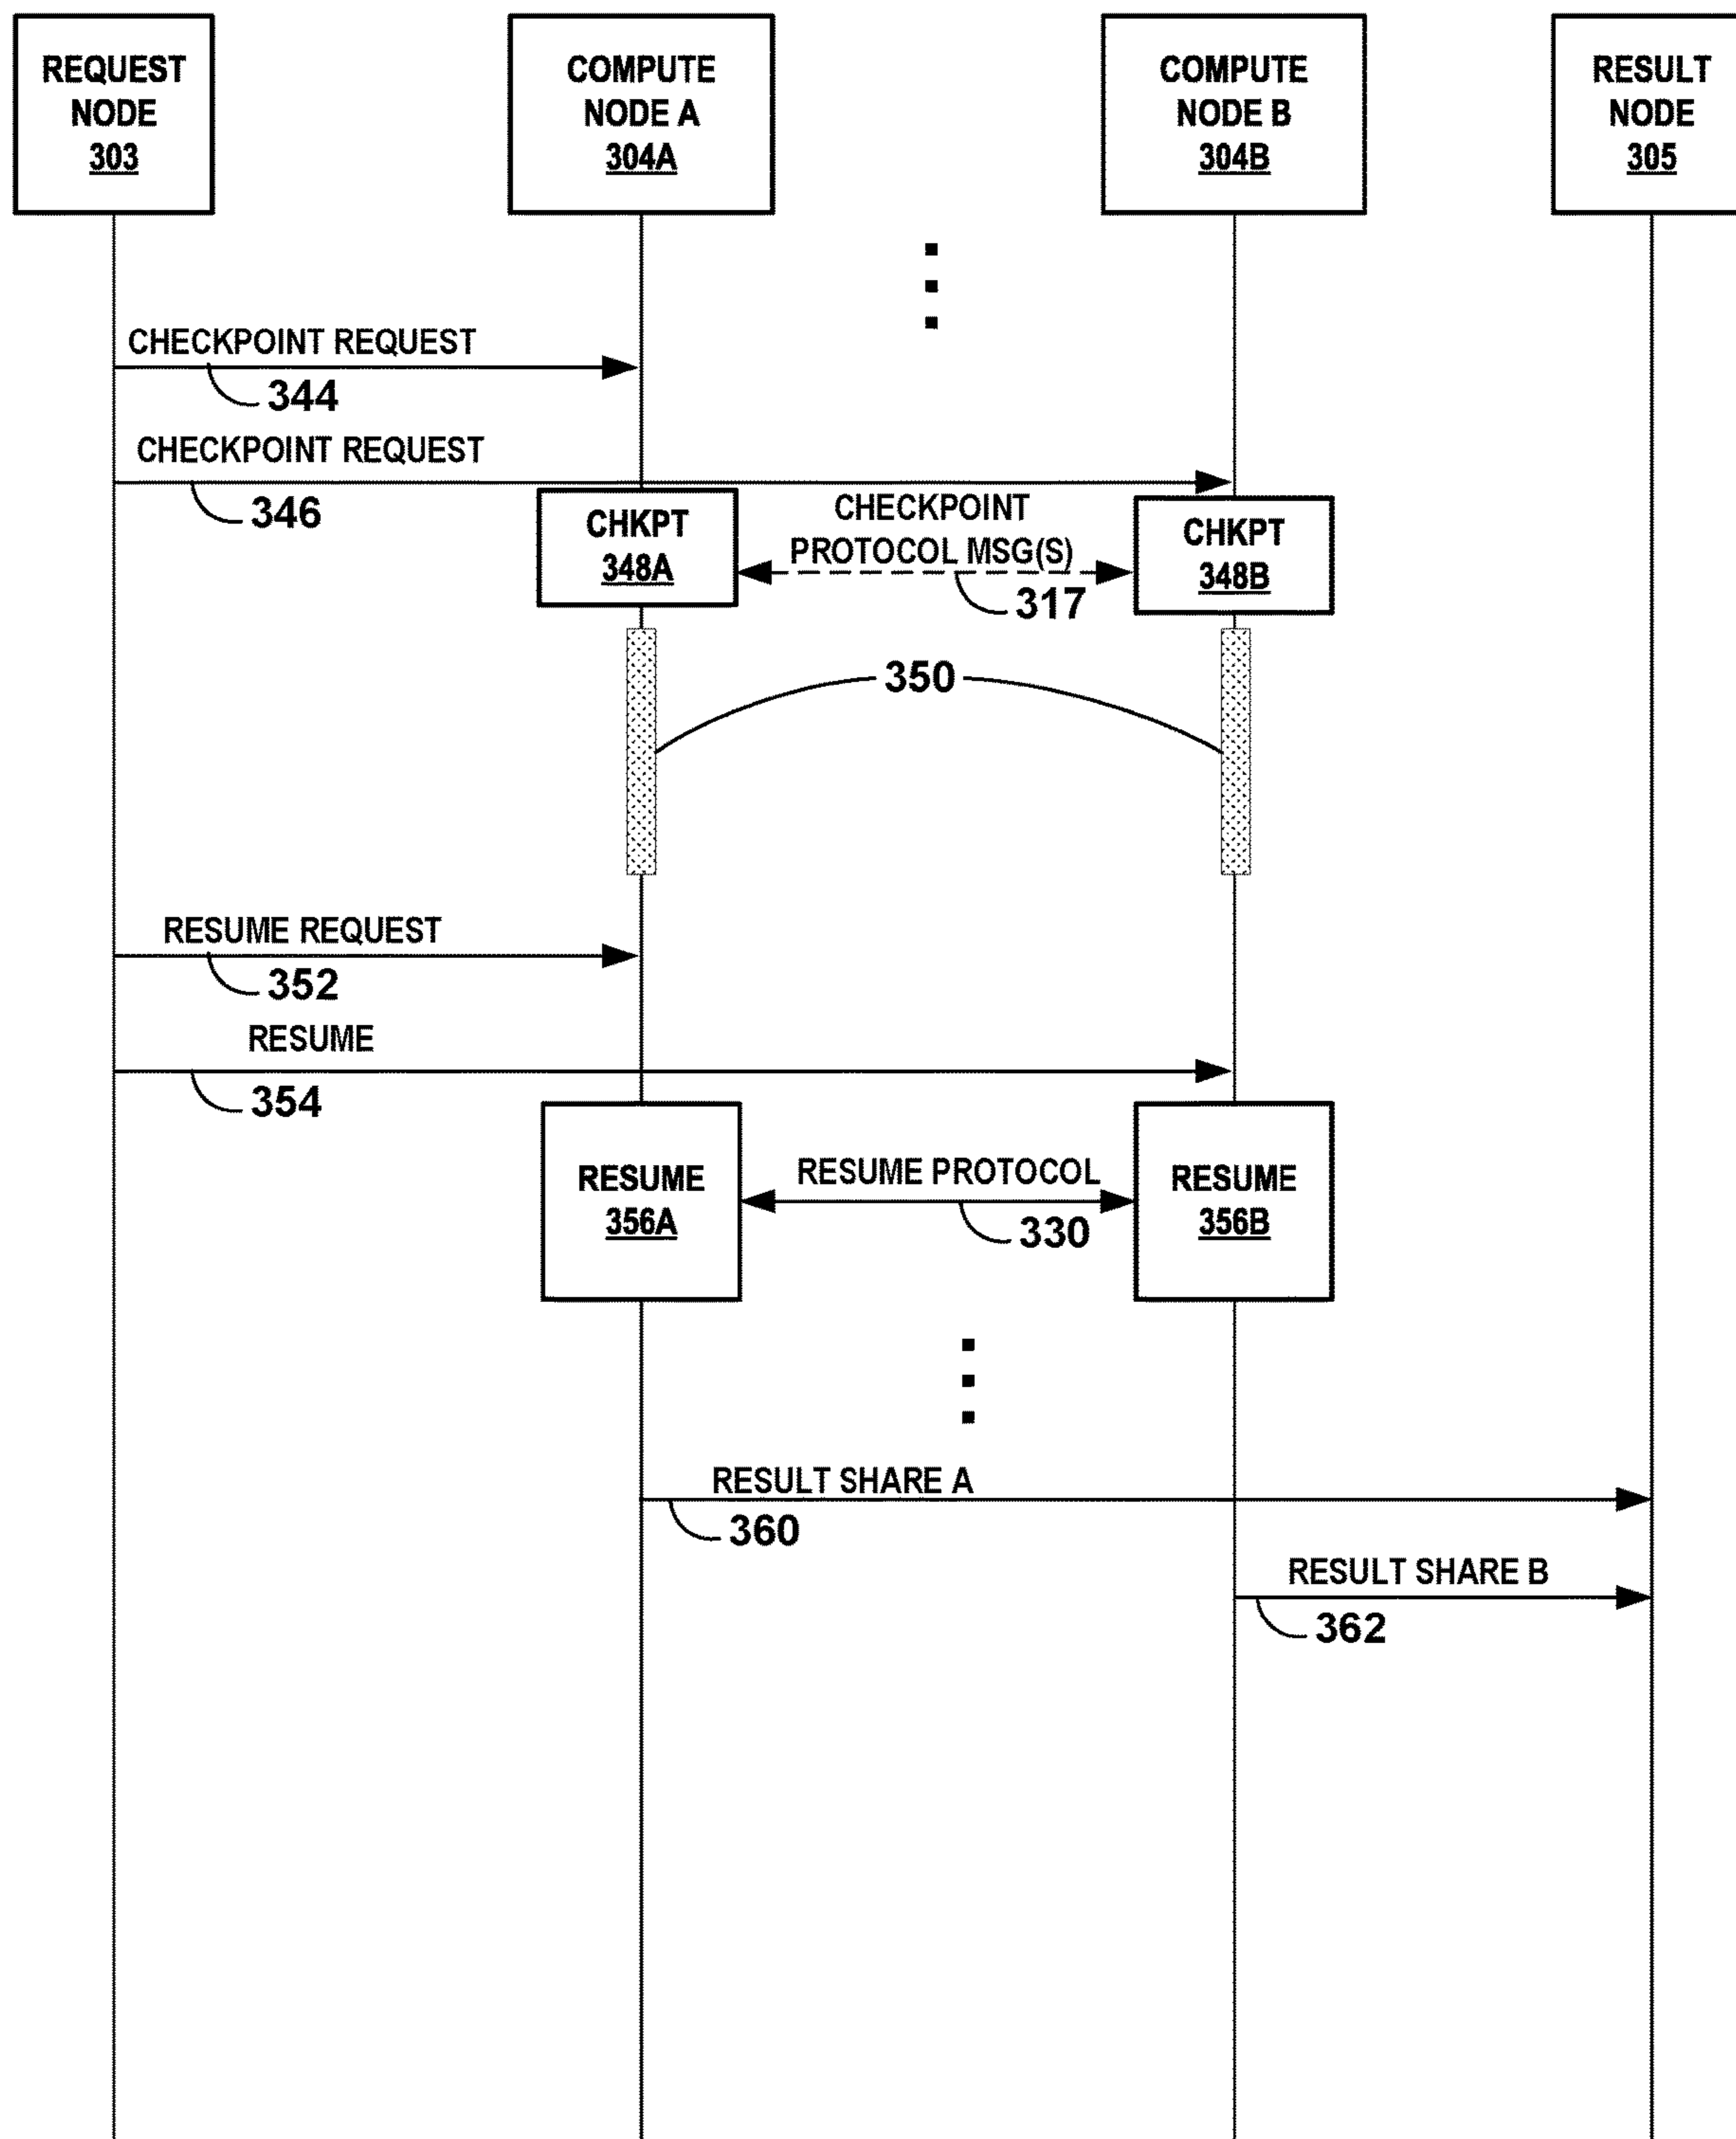 REQUEST
NODE
303
COMPUTE
NODE A
304A
COMPUTE
NODE B
304B
RESULT
NODE
305
CHECKPOINT REQUEST
344
CHECKPOINT REQUEST
346
CHKPT
348A
CHECKPOINT
PROTOCOL MSG(S)
317
CHKPT
348B
350
RESUME REQUEST
352
RESUME
354
RESUME
356A
RESUME PROTOCOL
330
RESUME
356B
RESULT SHARE A
360
RESULT SHARE B
362